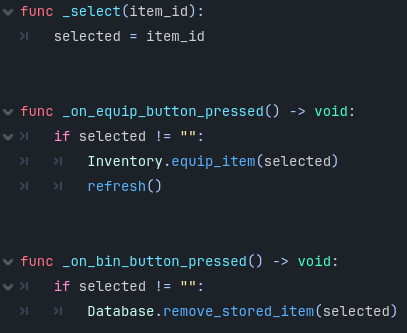 func _select(item_id):
selected = item_id
func _on_equip_button_pressed() -> void:
if selected != "":
Inventory.equip_item(selected)
refresh()
func _on_bin_button_pressed() -> void:
if selected != "":
Database.remove_stored_item(selected)